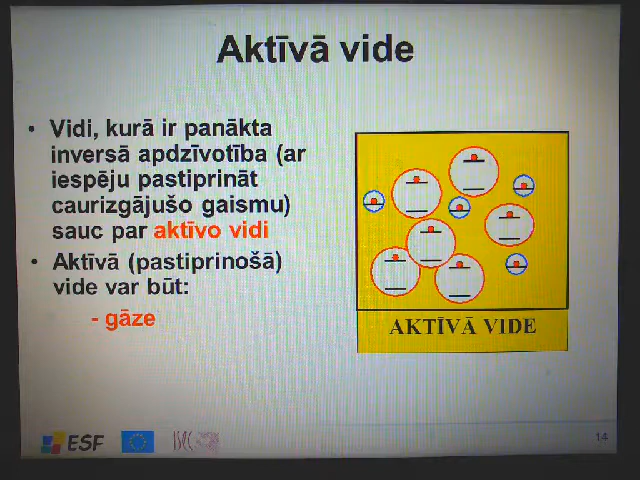 Aktīvā vide
• Vidi, kurā ir panākta
inversā apdzīvotība (ar
iespēju pastiprināt
caurizgājušo gaismu)
sauc par aktīvo vidi
• Aktīvā (pastiprinošā)
vide var būt:
- gāze
AKTĪVĀ VIDE
ESF
14